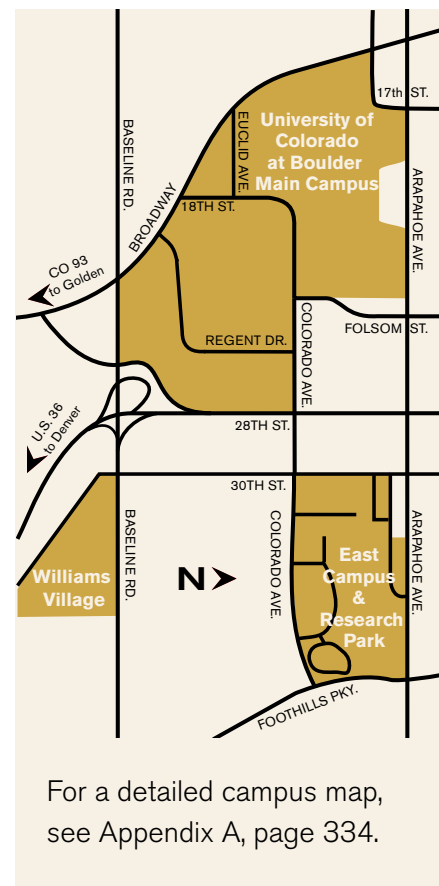 17th ST.
University of
Colorado
at Boulder
Main Campus
EUCLID AVE.
BASELINE RD.
ARAPAHOE AVE.
BROADWAY
18TH ST.
CO 93
to Golden
COLORADO AVE.
FOLSOM ST.
REGENT DR.
U.S. 36
to Denver
28TH ST.
30TH ST.
BASELINE RD.
COLORADO AVE.
ARAPAHOE AVE.
East
Campus
&
Research
Park
Williams
Village
N
FOOTHILLS PKY.
For a detailed campus map,
see Appendix A, page 334.